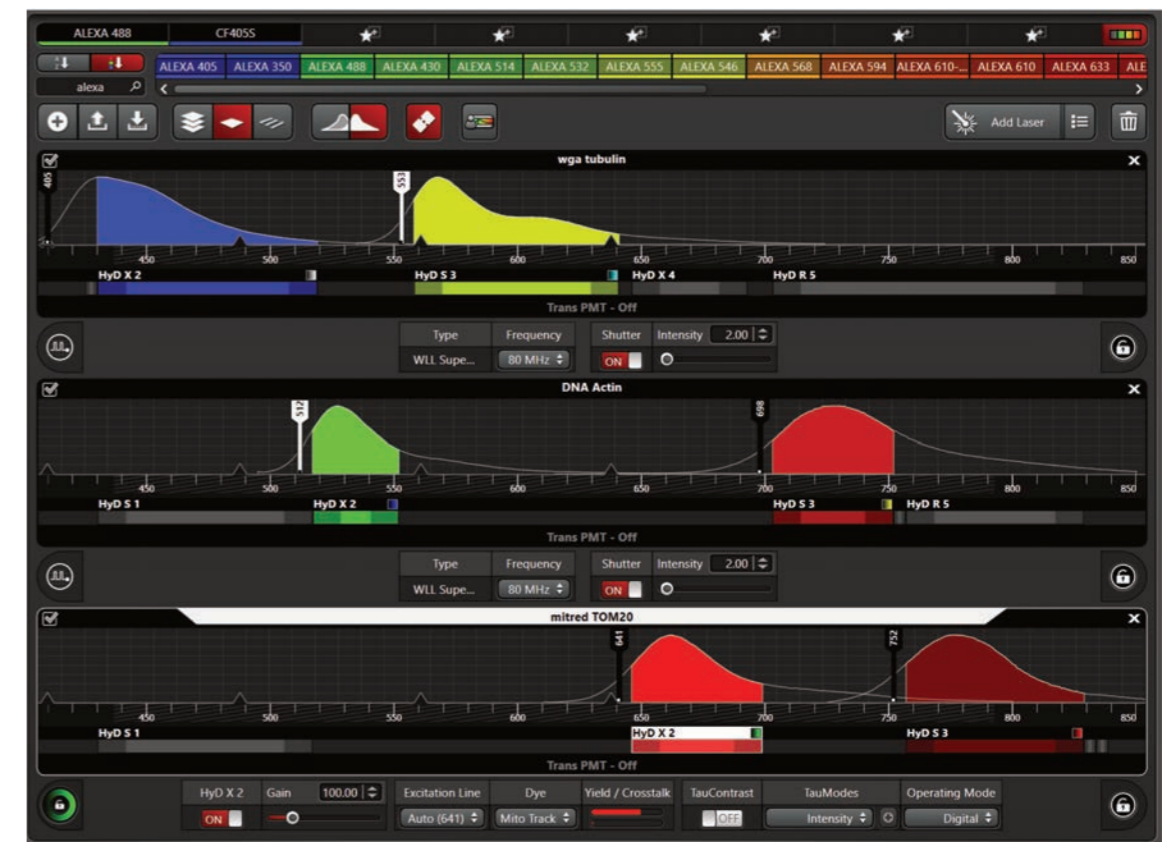 ALEXA 488 CF405S
ALEXA 405 ALEXA 350 ALEXA 488 ALEXA 430 ALEXA 514 ALEXA 532 ALEXA 555 ALEXA 546 ALEXA 568 ALEXA 594 ALEXA 610-... ALEXA 610 ALEXA 633 ALE
alexa
Add Laser
wga tubulin
405 553
450 500 550 600 650 700 750 800 850
HyD X 2 HyD S 3 HyD X 4 HyD R 5
Trans PMT - Off
Type Frequency Shutter Intensity 2.00
WLL Supe... 80 MHz ON
DNA Actin
512 698
450 500 550 600 650 700 750 800 850
HyD S 1 HyD X 2 HyD S 3 HyD R 5
Trans PMT - Off
Type Frequency Shutter Intensity 2.00
WLL Supe... 80 MHz ON
mitred TOM20
641 752
450 500 550 600 650 700 750 800 850
HyD S 1 HyD X 2 HyD S 3
Trans PMT - Off
HyD X 2 Gain 100.00 Excitation Line Dye Yield / Crosstalk TauContrast TauModes Operating Mode
ON Auto (641) Mito Track OFF Intensity Digital